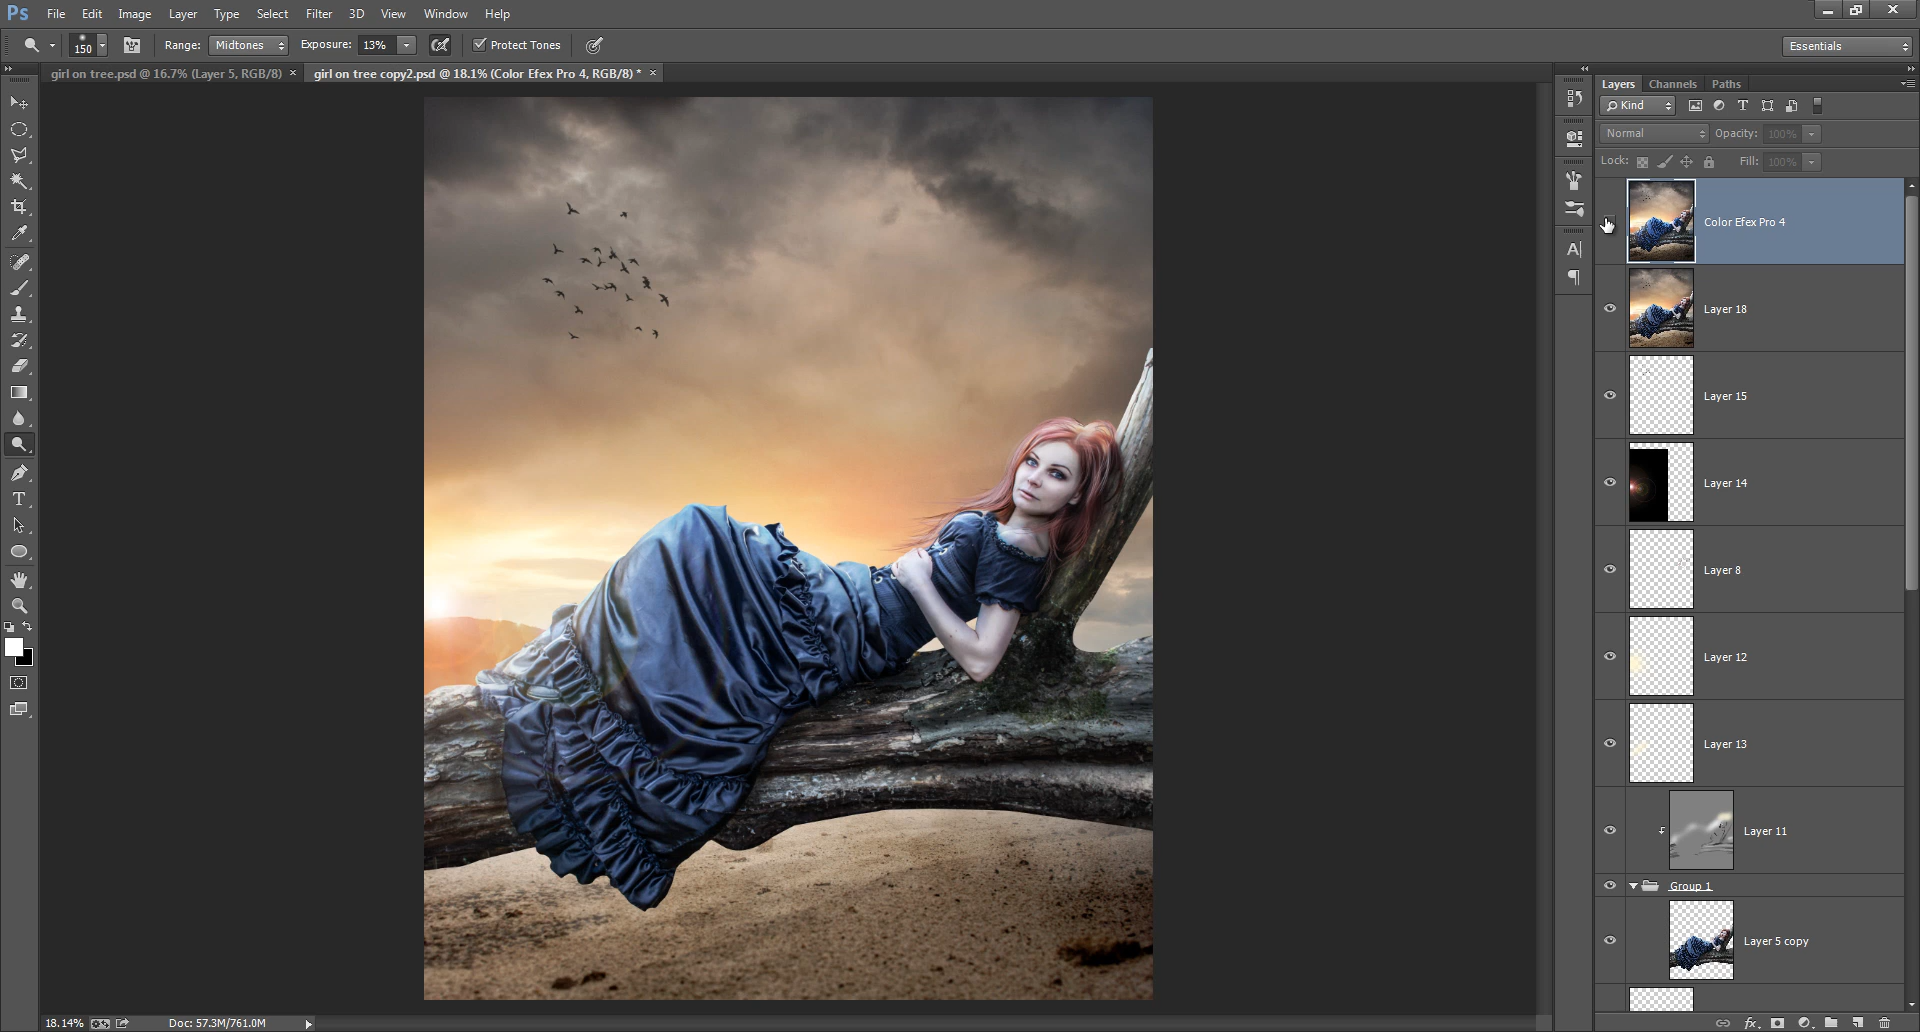 Ps File Edit Image Layer Type Select Filter 3D View Window Help
150 Range: Midtones Exposure: 13% Protect Tones Essentials
girl on tree.psd @ 16.7% (Layer 5, RGB/8) × girl on tree copy2.psd @ 18.1% (Color Efex Pro 4, RGB/8) * ×
Layers Channels Paths
Kind
Normal Opacity: 100%
Lock: Fill: 100%
Color Efex Pro 4
Layer 18
Layer 15
Layer 14
Layer 8
Layer 12
Layer 13
Layer 11
Group 1
Layer 5 copy
18.14% Doc: 57.3M/761.0M